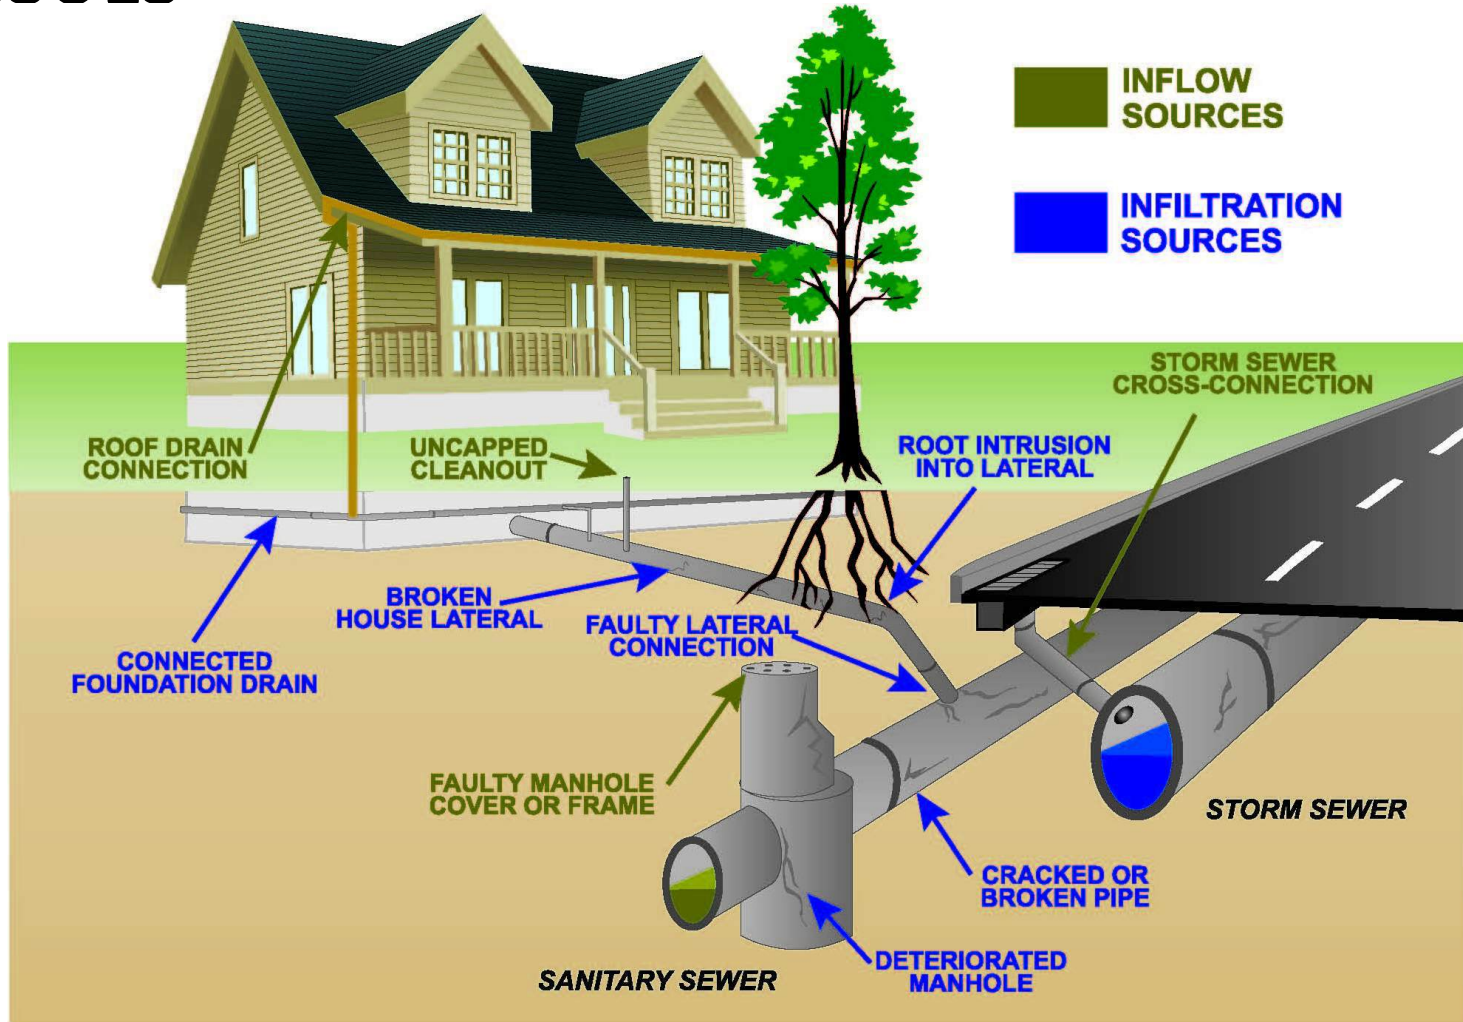 INFLOW
SOURCES
INFILTRATION
SOURCES
STORM SEWER
CROSS-CONNECTION
ROOF DRAIN
CONNECTION
UNCAPPED
CLEANOUT
ROOT INTRUSION
INTO LATERAL
BROKEN
HOUSE LATERAL
FAULTY LATERAL
CONNECTION
CONNECTED
FOUNDATION DRAIN
FAULTY MANHOLE
COVER OR FRAME
STORM SEWER
CRACKED OR
BROKEN PIPE
DETERIORATED
MANHOLE
SANITARY SEWER